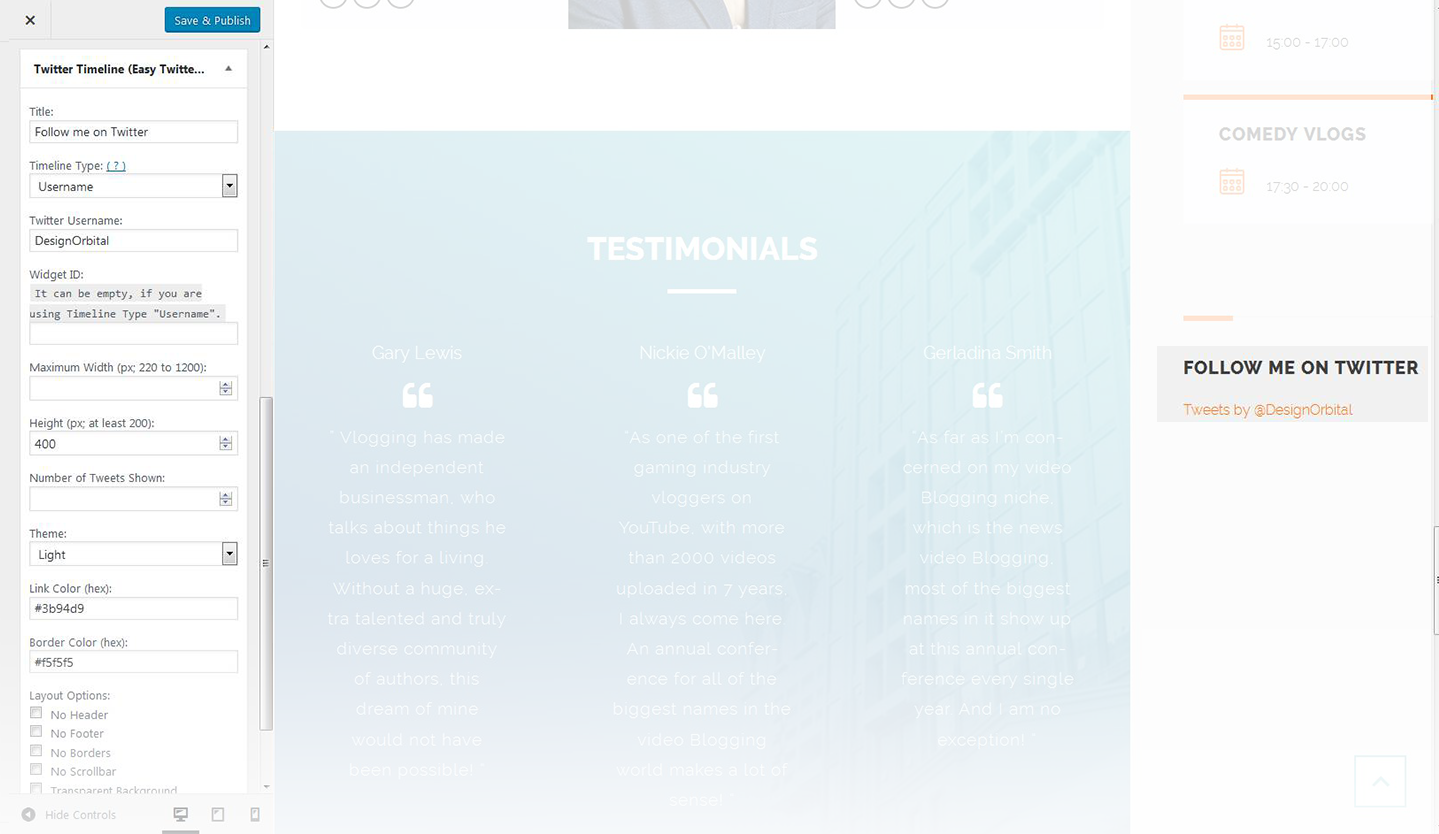 Save & Publish
Twitter Timeline (Easy Twitte...
Title:
Follow me on Twitter
Timeline Type: ( ? )
Username
Twitter Username:
DesignOrbital
Widget ID:
It can be empty, if you are
using Timeline Type "Username".
Maximum Width (px; 220 to 1200):
Height (px; at least 200):
400
Number of Tweets Shown:
Theme:
Light
Link Color (hex):
#3b94d9
Border Color (hex):
#f5f5f5
Layout Options:
No Header
No Footer
No Borders
No Scrollbar
Transparent Background
Hide Controls
TESTIMONIALS
Gary Lewis
" Vlogging has made
an independent
businessman, who
talks about things he
loves for a living.
Without a huge, ex-
tra talented and truly
diverse community
of authors, this
dream of mine
would not have
been possible! "
Nickie O'Malley
"As one of the first
gaming industry
vloggers on
YouTube, with more
than 2000 videos
uploaded in 7 years,
I always come here.
An annual confer-
ence for all of the
biggest names in the
video Blogging
world makes a lot of
sense!
Gerladina Smith
"As far as I'm con-
cerned on my video
Blogging niche,
which is the news
video Blogging,
most of the biggest
names in it show up
at this annual con-
ference every single
year. And I am no
exception! "
15:00 - 17:00
COMEDY VLOGS
17:30 - 20:00
FOLLOW ME ON TWITTER
Tweets by @DesignOrbital